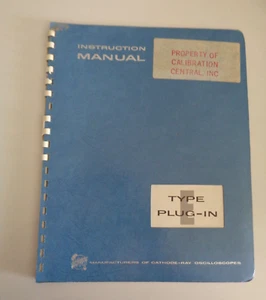 INSTRUCTION
MANUAL
PROPERTY OF
CALIBRATION
CENTRAL, INC
TYPE
E
PLUG-IN
MANUFACTURERS OF CATHODE-RAY OSCILLOSCOPES